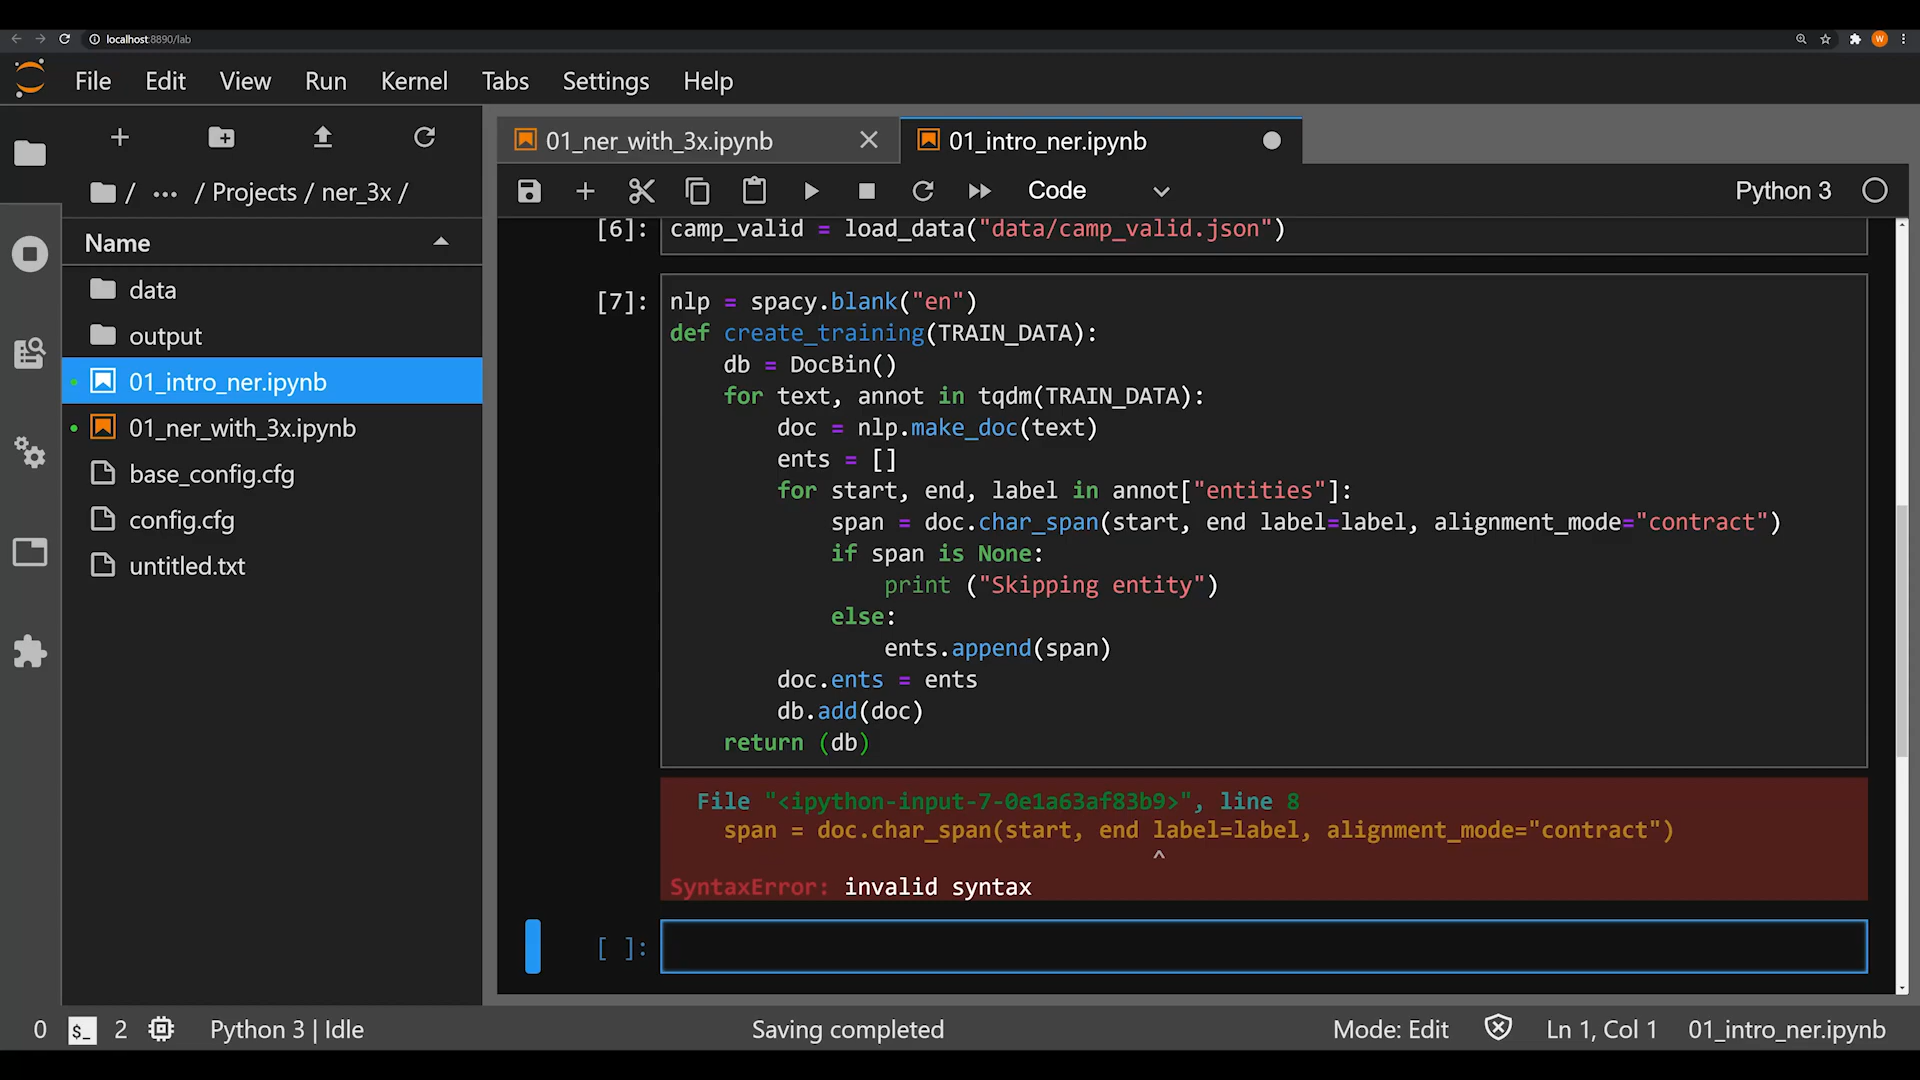 localhost:8890/lab
W
File Edit View Run Kernel Tabs Settings Help
01_ner_with_3x.ipynb 01_intro_ner.ipynb
/ ... / Projects / ner_3x /
Code Python 3
Name
data
output
01_intro_ner.ipynb
01_ner_with_3x.ipynb
base_config.cfg
config.cfg
untitled.txt
[6]: camp_valid = load_data("data/camp_valid.json")
[7]: nlp = spacy.blank("en")
def create_training(TRAIN_DATA):
    db = DocBin()
    for text, annot in tqdm(TRAIN_DATA):
        doc = nlp.make_doc(text)
        ents = []
        for start, end, label in annot["entities"]:
            span = doc.char_span(start, end label=label, alignment_mode="contract")
            if span is None:
                print ("Skipping entity")
            else:
                ents.append(span)
        doc.ents = ents
        db.add(doc)
    return (db)
File "<ipython-input-7-0e1a63af83b9>", line 8
span = doc.char_span(start, end label=label, alignment_mode="contract")
^
SyntaxError: invalid syntax
[ ]:
0 $_ 2 Python 3 | Idle Saving completed Mode: Edit Ln 1, Col 1 01_intro_ner.ipynb